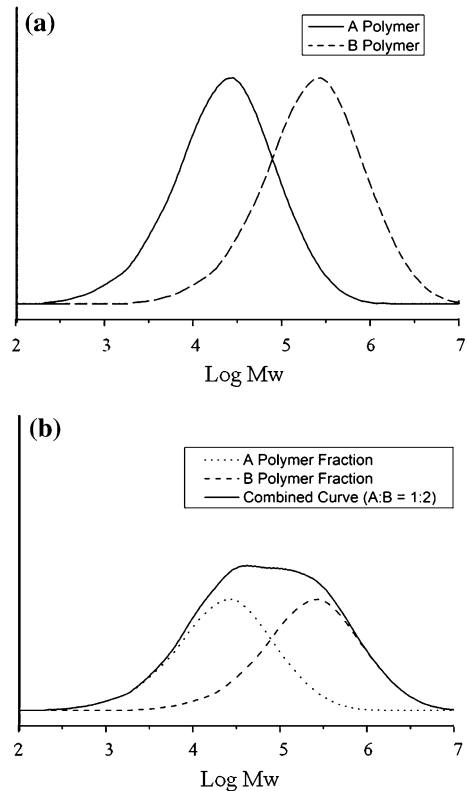 (a)
A Polymer
B Polymer
2 3 4 5 6 7
Log Mw
(b)
A Polymer Fraction
B Polymer Fraction
Combined Curve (A:B = 1:2)
2 3 4 5 6 7
Log Mw